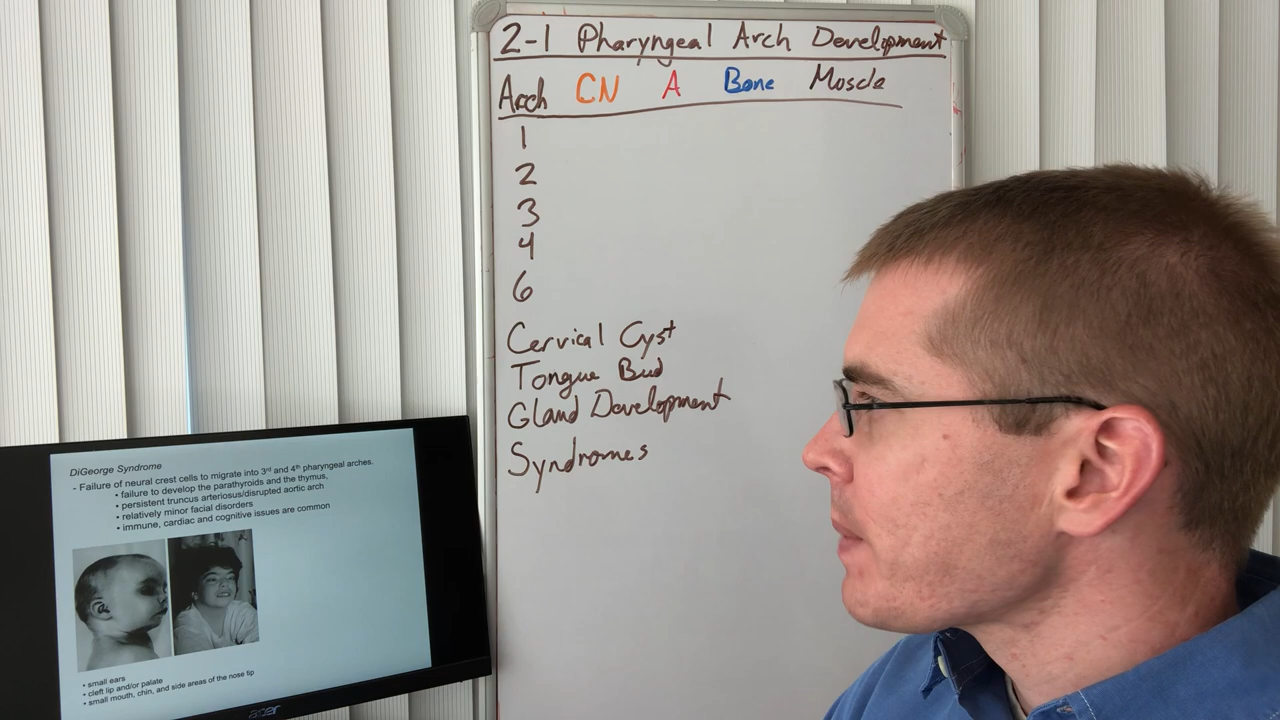 2-1 Pharyngeal Arch Development
Arch CN A Bone Muscle
1
2
3
4
6
Cervical Cyst
Tongue Bud
Gland Development
Syndromes
DiGeorge Syndrome
- Failure of neural crest cells to migrate into 3rd and 4th pharyngeal arches.
• failure to develop the parathyroids and the thymus,
• persistent truncus arteriosus/disrupted aortic arch
• relatively minor facial disorders
• immune, cardiac and cognitive issues are common
• small ears
• cleft lip and/or palate
• small mouth, chin, and side areas of the nose tip
acer